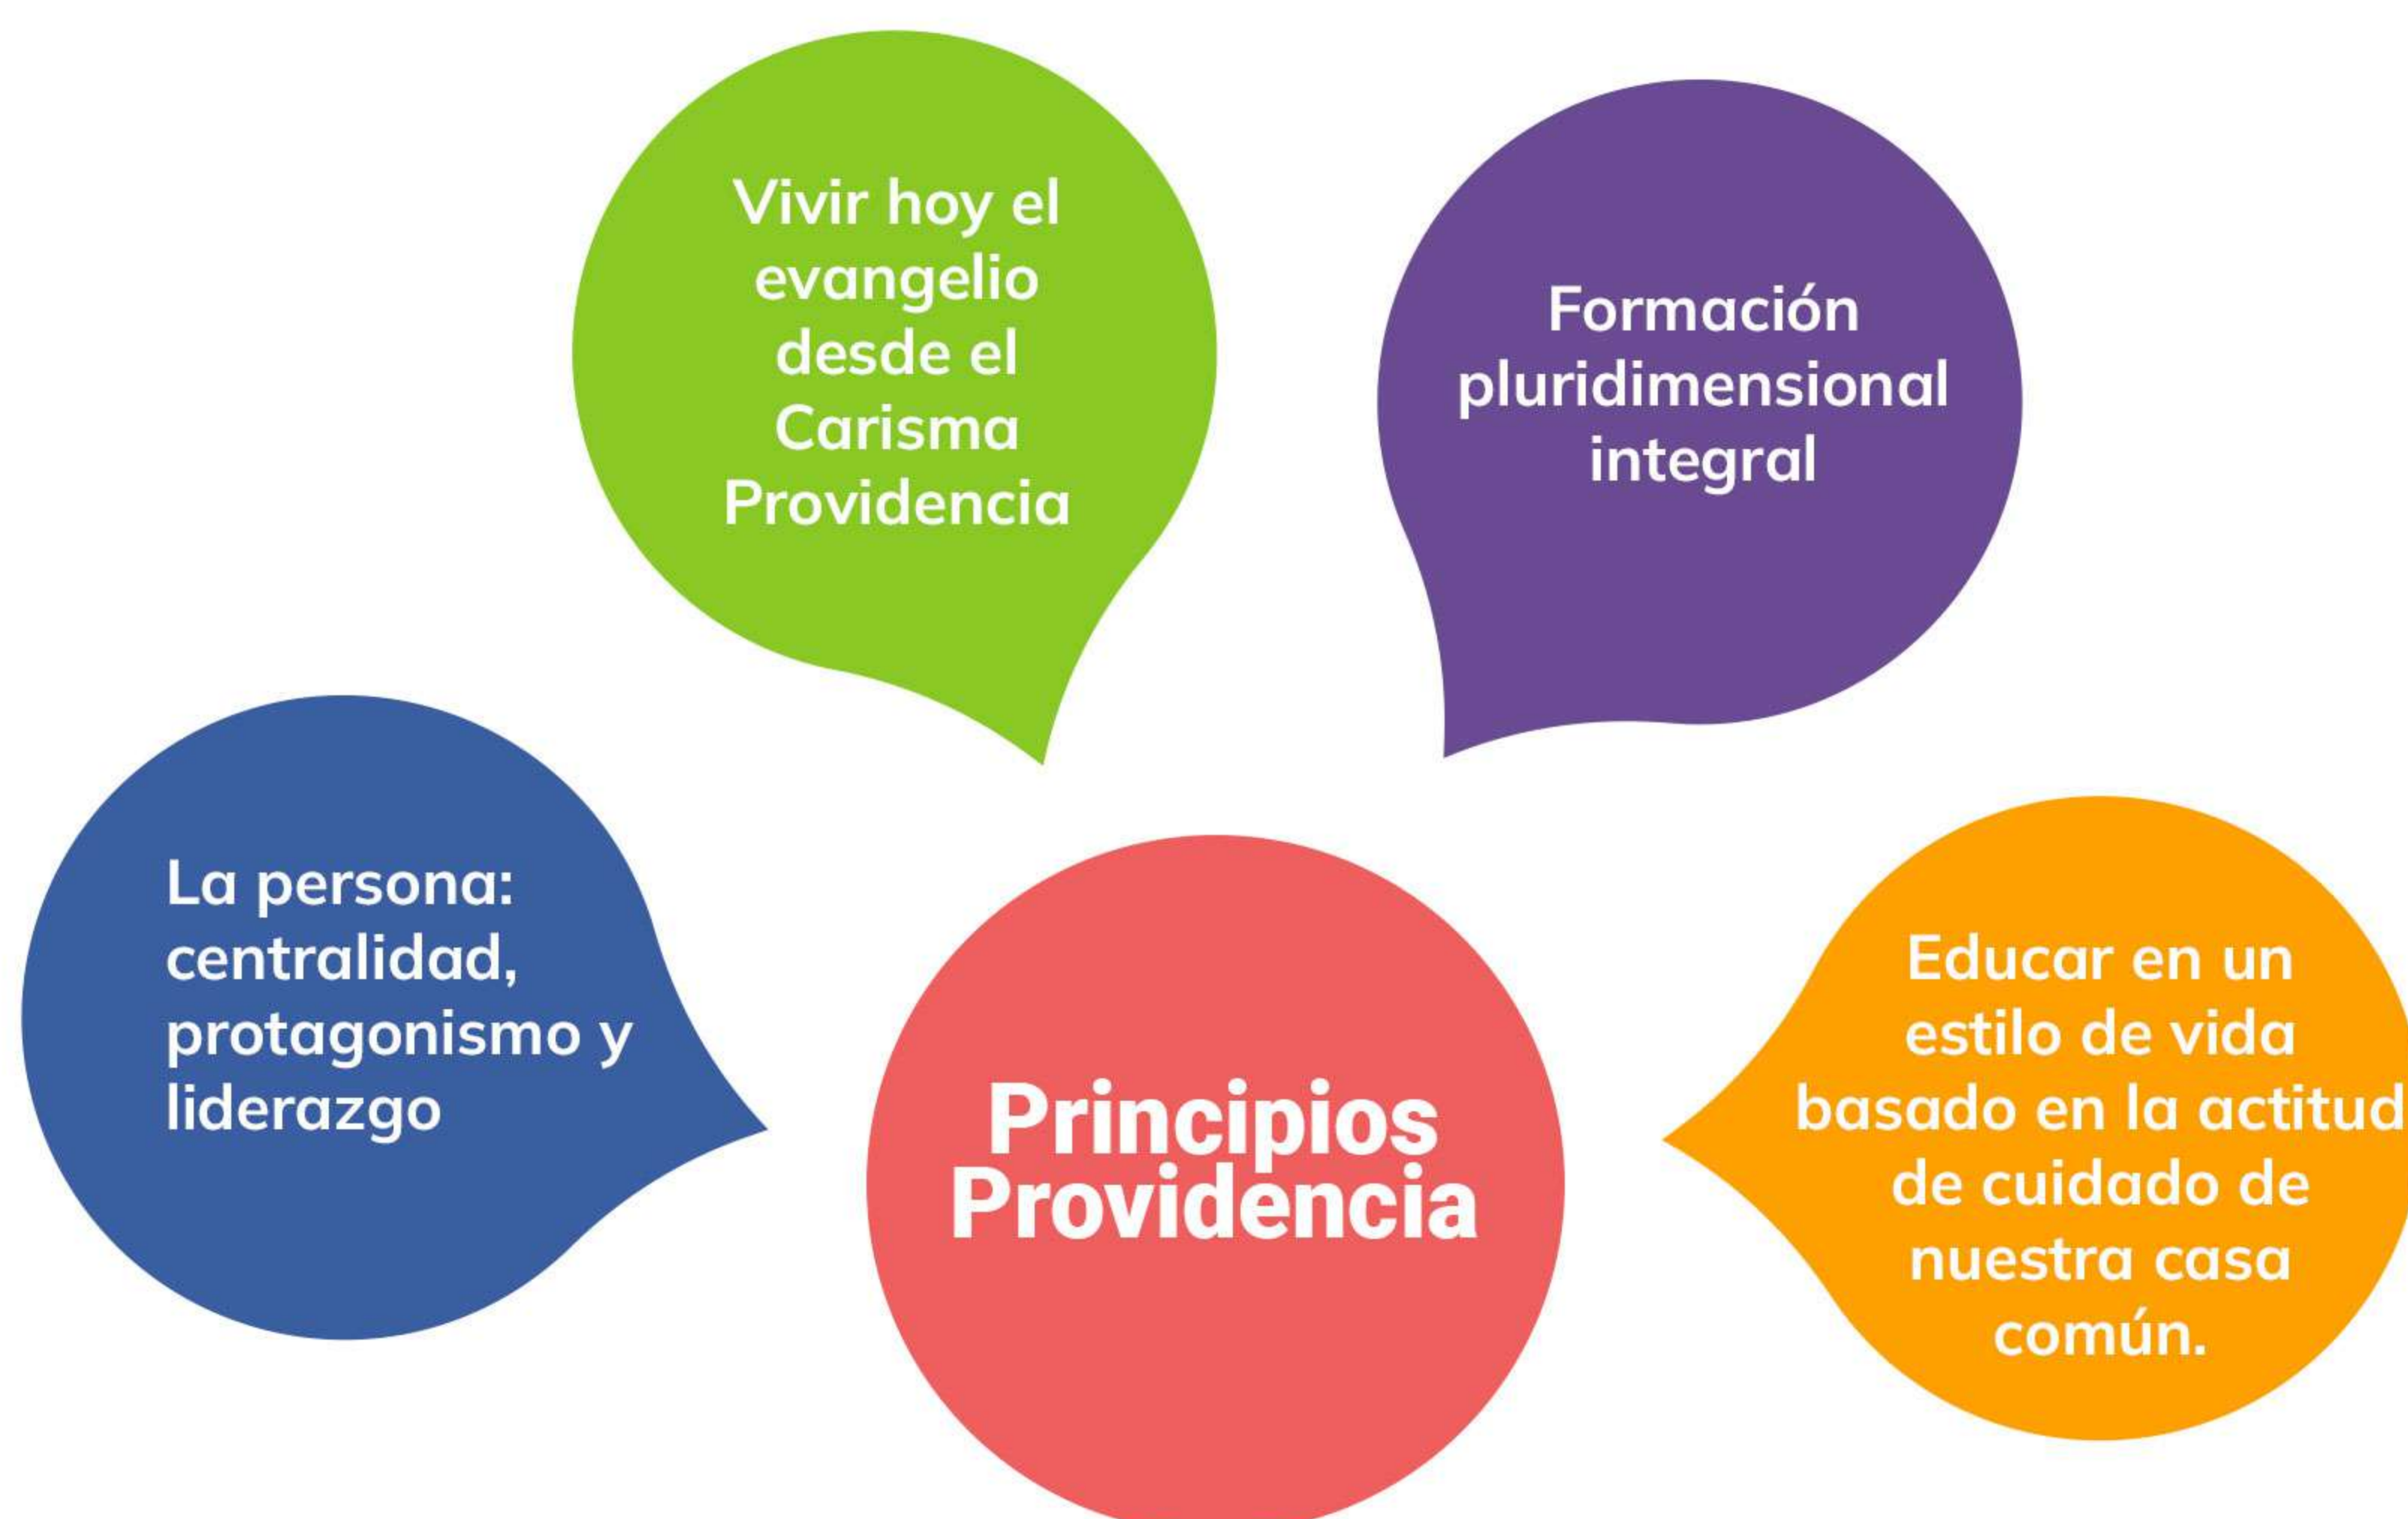 Vivir hoy el
evangelio
desde el
Carisma
Providencia
Formación
pluridimensional
integral
La persona:
centralidad,
protagonismo y
liderazgo
Principios
Providencia
Educar en un
estilo de vida
basado en la actitud
de cuidado de
nuestra casa
común.